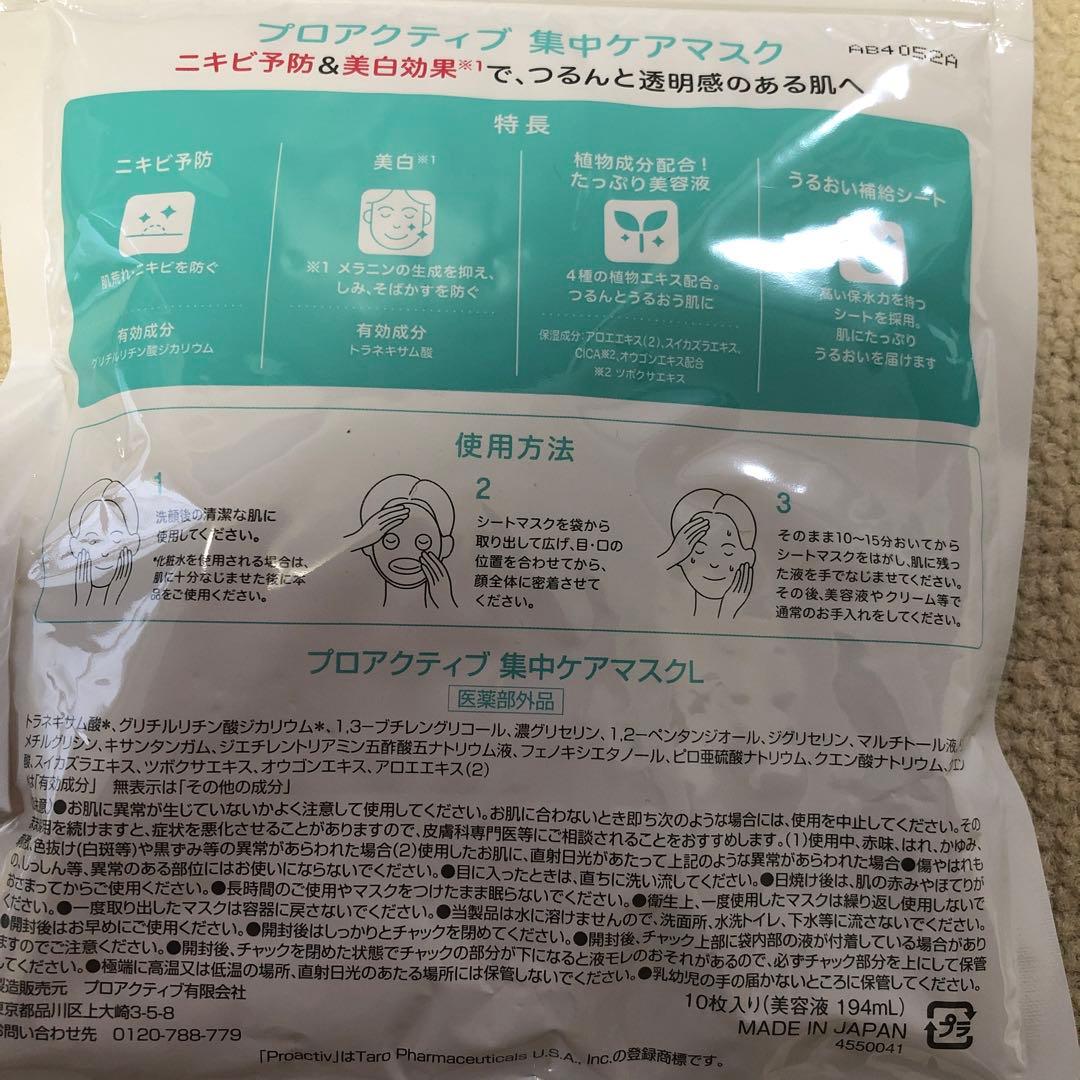 プロアクティブ 集中ケアマスク
AB4052A
ニキビ予防&美白効果※1で、つるんと透明感のある肌へ
特長
ニキビ予防
肌荒れ・ニキビを防ぐ
有効成分
グリチルリチン酸ジカリウム
美白※1
※1 メラニンの生成を抑え、
しみ、そばかすを防ぐ
有効成分
トラネキサム酸
植物成分配合!
たっぷり美容液
4種の植物エキス配合。
つるんとうるおう肌に
保湿成分:アロエエキス(2)、スイカズラエキス、
CICA※2、オウゴンエキス配合
※2 ツボクサエキス
うるおい補給シート
高い保水力を持つ
シートを採用。
肌にたっぷり
うるおいを届けます
使用方法
1
洗顔後の清潔な肌に
使用してください。
*化粧水を使用される場合は、
肌に十分なじませた後に本
品をご使用ください。
2
シートマスクを袋から
取り出して広げ、目・口の
位置を合わせてから、
顔全体に密着させて
ください。
3
そのまま10〜15分おいてから
シートマスクをはがし、肌に残っ
た液を手でなじませてください。
その後、美容液やクリーム等で
通常のお手入れをしてください。
プロアクティブ 集中ケアマスクL
医薬部外品
トラネキサム酸*、グリチルリチン酸ジカリウム*、1,3-ブチレングリコール、濃グリセリン、1,2-ペンタンジオール、ジグリセリン、マルチトール液、
メチルグリシン、キサンタンガム、ジエチレントリアミン五酢酸五ナトリウム液、フェノキシエタノール、ピロ亜硫酸ナトリウム、クエン酸ナトリウム、クエン
酸、スイカズラエキス、ツボクサエキス、オウゴンエキス、アロエエキス(2)
は「有効成分」 無表示は「その他の成分」
注意)●お肌に異常が生じていないかよく注意して使用してください。お肌に合わないとき即ち次のような場合には、使用を中止してください。そのまま
使用を続けますと、症状を悪化させることがありますので、皮膚科専門医等にご相談されることをおすすめします。(1)使用中、赤味、はれ、かゆみ、
刺激、色抜け(白斑等)や黒ずみ等の異常があらわれた場合(2)使用したお肌に、直射日光があたって上記のような異常があらわれた場合●傷やはれも
の、しっしん等、異常のある部位にはお使いにならないでください。●目に入ったときは、直ちに洗い流してください。●日焼け後は、肌の赤みやほてりが
おさまってからご使用ください。●長時間のご使用やマスクをつけたまま眠らないでください。●衛生上、一度使用したマスクは繰り返し使用しないで
ください。●一度取り出したマスクは容器に戻さないでください。●当製品は水に溶けませんので、洗面所、水洗トイレ、下水等に流さないでください。
●開封後はお早めにご使用ください。●開封後はしっかりとチャックを閉めてください。●開封後、チャック上部に袋内部の液が付着している場合があり
ますのでご注意ください。●開封後、チャックを閉めた状態でチャックの部分が下になると液モレのおそれがあるので、必ずチャック部分を上にして保管
してください。●極端に高温又は低温の場所、直射日光のあたる場所には保管しないでください。●乳幼児の手の届かないところに保管してください。
製造販売元 プロアクティブ有限会社
東京都品川区上大崎3-5-8
お問い合わせ先 0120-788-779
10枚入り(美容液 194mL)
MADE IN JAPAN
4550041
プラ
「Proactiv」はTaro Pharmaceuticals U.S.A., Inc.の登録商標です。